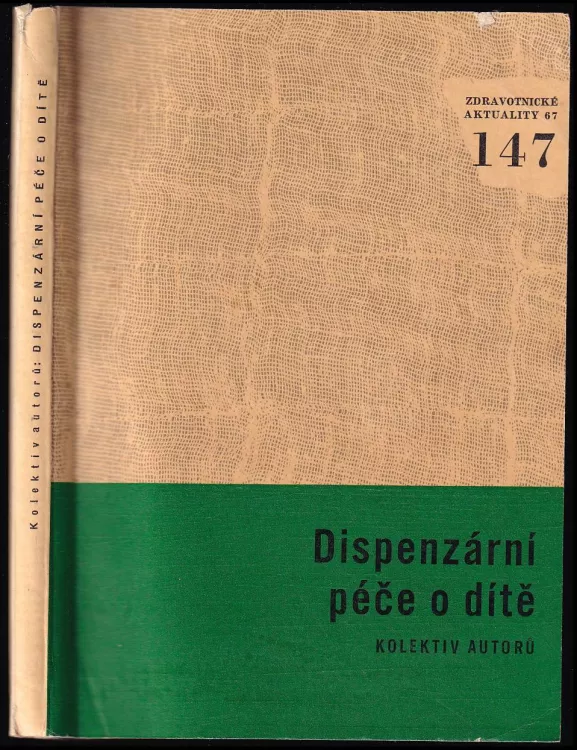 Kolektiv autorů: DISPENZÁRNÍ PÉČE O DÍTĚ
ZDRAVOTNICKÉ
AKTUALITY 67
147
Dispenzární
péče o dítě
KOLEKTIV AUTORŮ